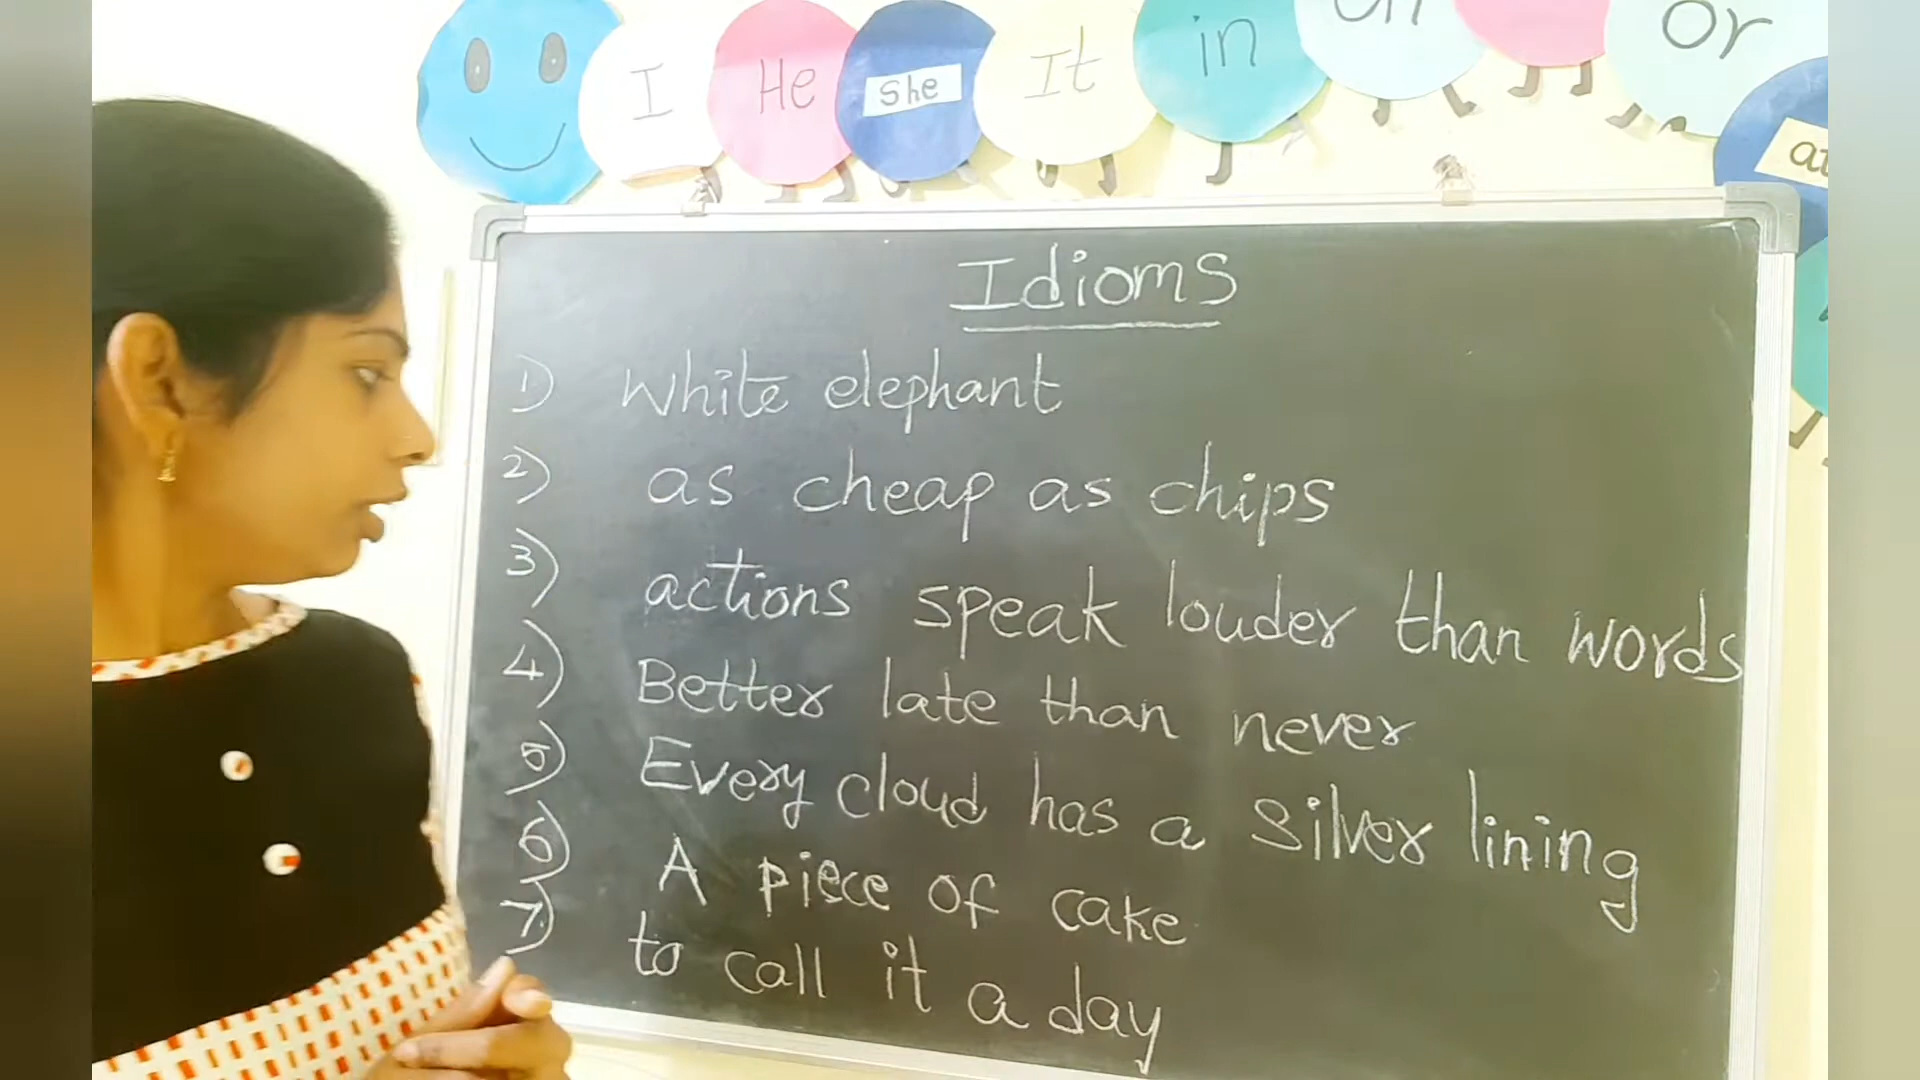 I He She It in or
Idioms
1) White elephant
2) as cheap as chips
3) actions speak louder than words
4) Better late than never
5) Every cloud has a silver lining
6) A piece of cake
7) to call it a day